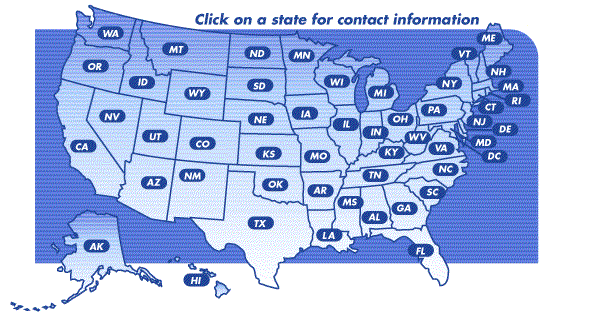 Click on a state for contact information
WA
MT
ND
MN
ME
VT
OR
ID
WY
SD
WI
MI
NY
NH
MA
RI
CT
NV
UT
CO
NE
IA
IL
IN
OH
PA
NJ
DE
MD
DC
CA
AZ
NM
KS
MO
KY
WV
VA
OK
AR
TN
NC
SC
TX
LA
MS
AL
GA
FL
AK
HI